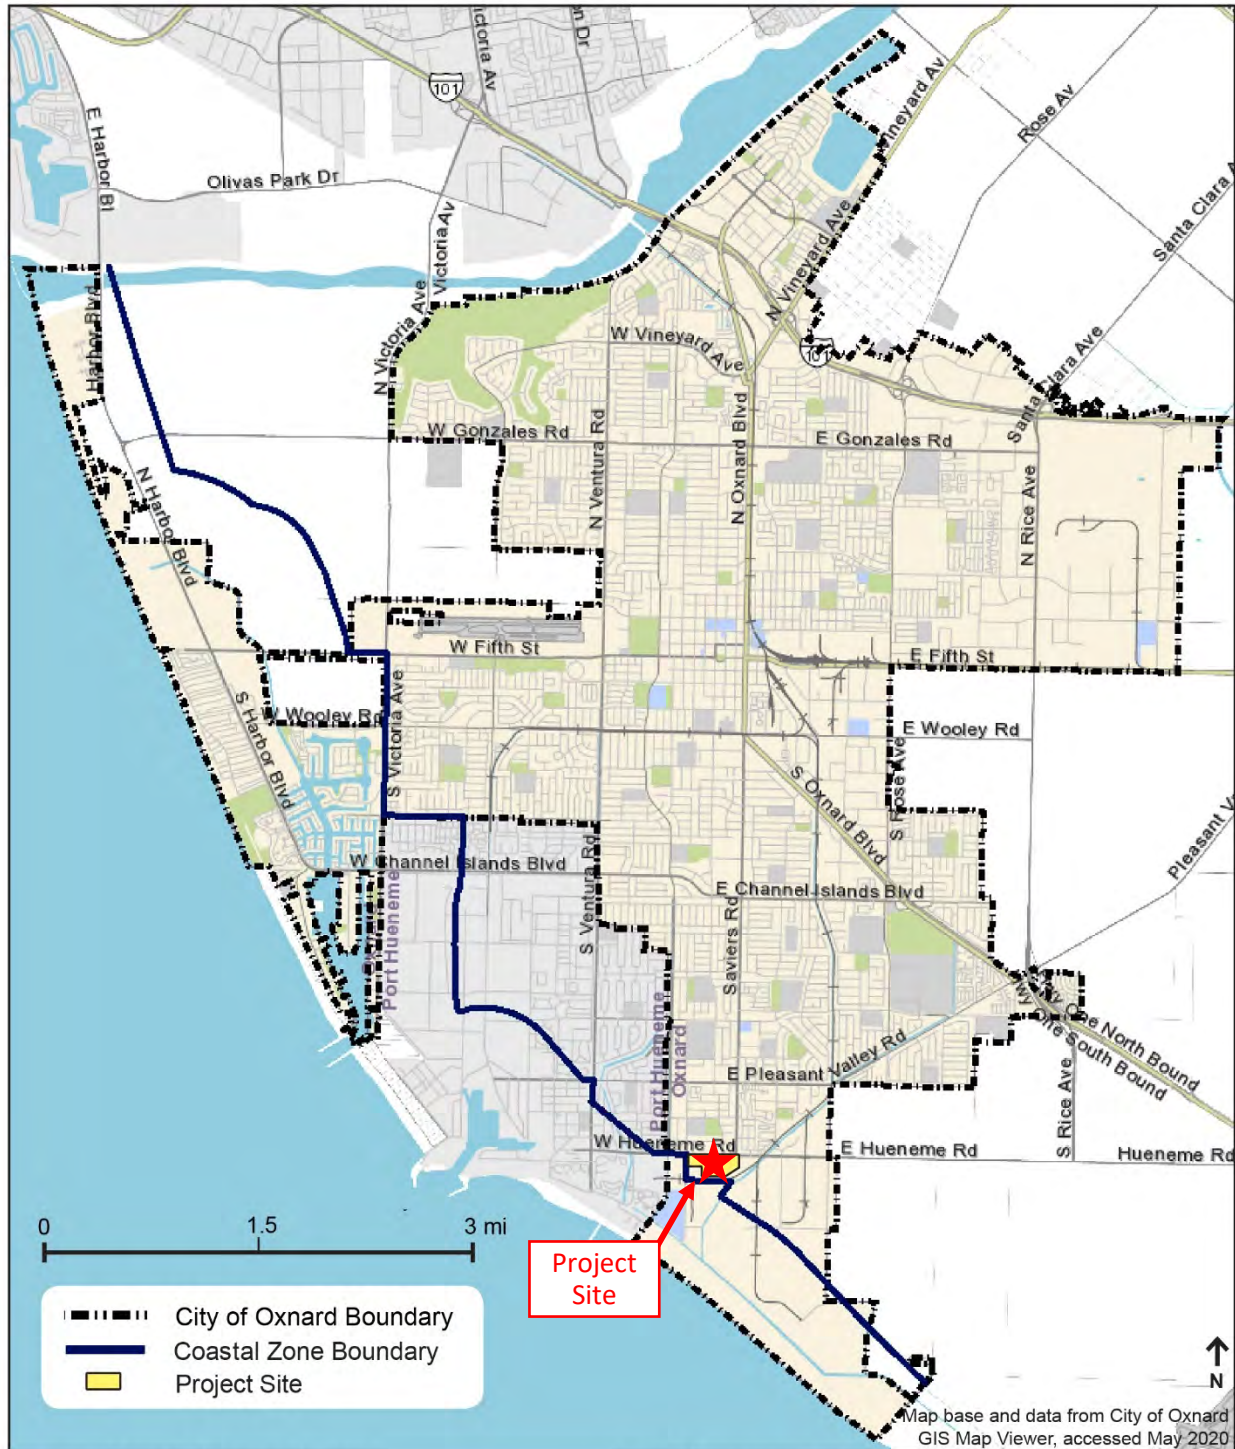 Victoria Av
on Dr
101
Vineyard Av
Rose Av
E Harbor Bl
Olivas Park Dr
Santa Clara A
Victoria Av
N Vineyard Ave
Harbor Blvd
N Victoria Ave
W Vineyard Ave
101
Santa Clara Ave
W Gonzales Rd
E Gonzales Rd
N Ventura Rd
N Oxnard Blvd
N Rice Ave
N Harbor Blvd
W Fifth St
E Fifth St
S Victoria Ave
W Wooley Rd
E Wooley Rd
S Harbor Blvd
S Oxnard Blvd
S Rose Ave
Pleasant V
W Channel Islands Blvd
E Channel Islands Blvd
S Ventura Rd
Saviers Rd
Oxnard
Port Hueneme
Port Hueneme
Oxnard
Hwy One North Bound
Hwy One South Bound
E Pleasant Valley Rd
S Rice Ave
W Hueneme Rd
E Hueneme Rd
Hueneme Rd
0 1.5 3 mi
Project
Site
City of Oxnard Boundary
Coastal Zone Boundary
Project Site
N
Map base and data from City of Oxnard
GIS Map Viewer, accessed May 2020